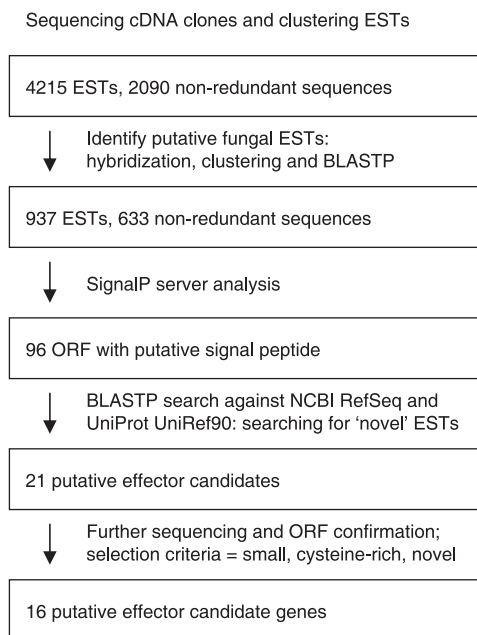 Sequencing cDNA clones and clustering ESTs
4215 ESTs, 2090 non-redundant sequences
Identify putative fungal ESTs:
hybridization, clustering and BLASTP
937 ESTs, 633 non-redundant sequences
SignalP server analysis
96 ORF with putative signal peptide
BLASTP search against NCBI RefSeq and
UniProt UniRef90: searching for ‘novel’ ESTs
21 putative effector candidates
Further sequencing and ORF confirmation;
selection criteria = small, cysteine-rich, novel
16 putative effector candidate genes